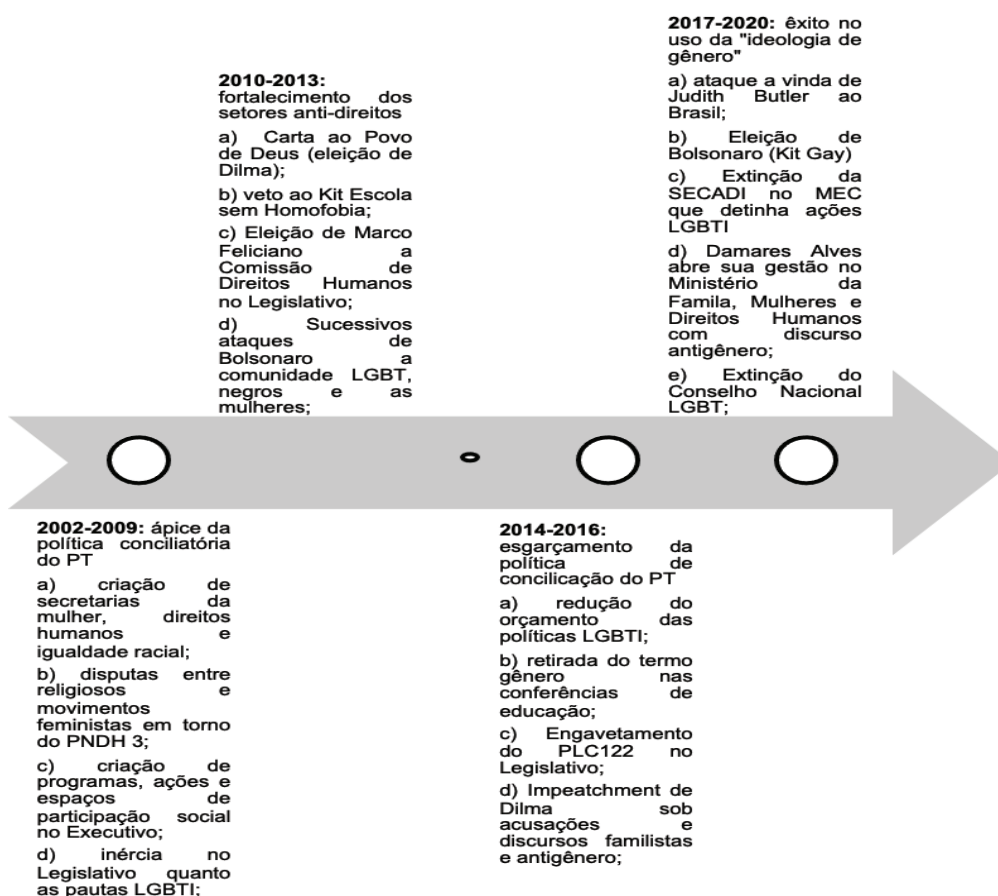 2002-2009: ápice da
política conciliatória
do PT
a) criação de
secretarias da
mulher, direitos
humanos e
igualdade racial;
b) disputas entre
religiosos e
movimentos
feministas em torno
do PNDH 3;
c) criação de
programas, ações e
espaços de
participação social
no Executivo;
d) inércia no
Legislativo quanto
as pautas LGBTI;
2010-2013:
fortalecimento dos
setores anti-direitos
a) Carta ao Povo
de Deus (eleição de
Dilma);
b) veto ao Kit Escola
sem Homofobia;
c) Eleição de Marco
Feliciano a
Comissão de
Direitos Humanos
no Legislativo;
d) Sucessivos
ataques de
Bolsonaro a
comunidade LGBT,
negros e as
mulheres;
2014-2016:
esgarçamento da
política de
concilicação do PT
a) redução do
orçamento das
políticas LGBTI;
b) retirada do termo
gênero nas
conferências de
educação;
c) Engavetamento
do PLC122 no
Legislativo;
d) Impeatchment de
Dilma sob
acusações e
discursos familistas
e antigênero;
2017-2020: êxito no
uso da "ideologia de
gênero"
a) ataque a vinda de
Judith Butler ao
Brasil;
b) Eleição de
Bolsonaro (Kit Gay)
c) Extinção da
SECADI no MEC
que detinha ações
LGBTI
d) Damares Alves
abre sua gestão no
Ministério da
Famila, Mulheres e
Direitos Humanos
com discurso
antigênero;
e) Extinção do
Conselho Nacional
LGBT;